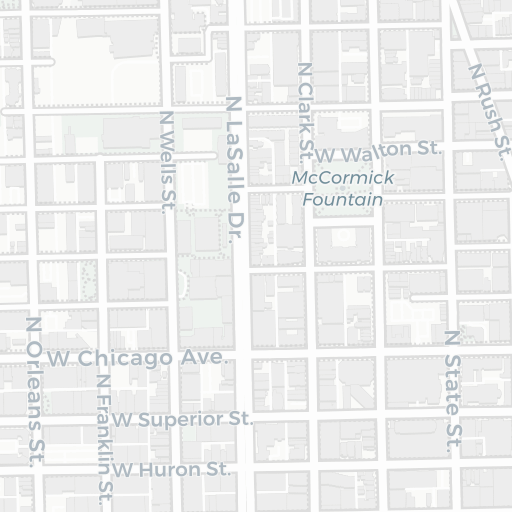 N Rush St.
N Clark St.
N LaSalle Dr.
N Wells St.
W Walton St.
McCormick
Fountain
N Orleans St.
W Chicago Ave.
N State St.
N Franklin St.
W Superior St.
W Huron St.